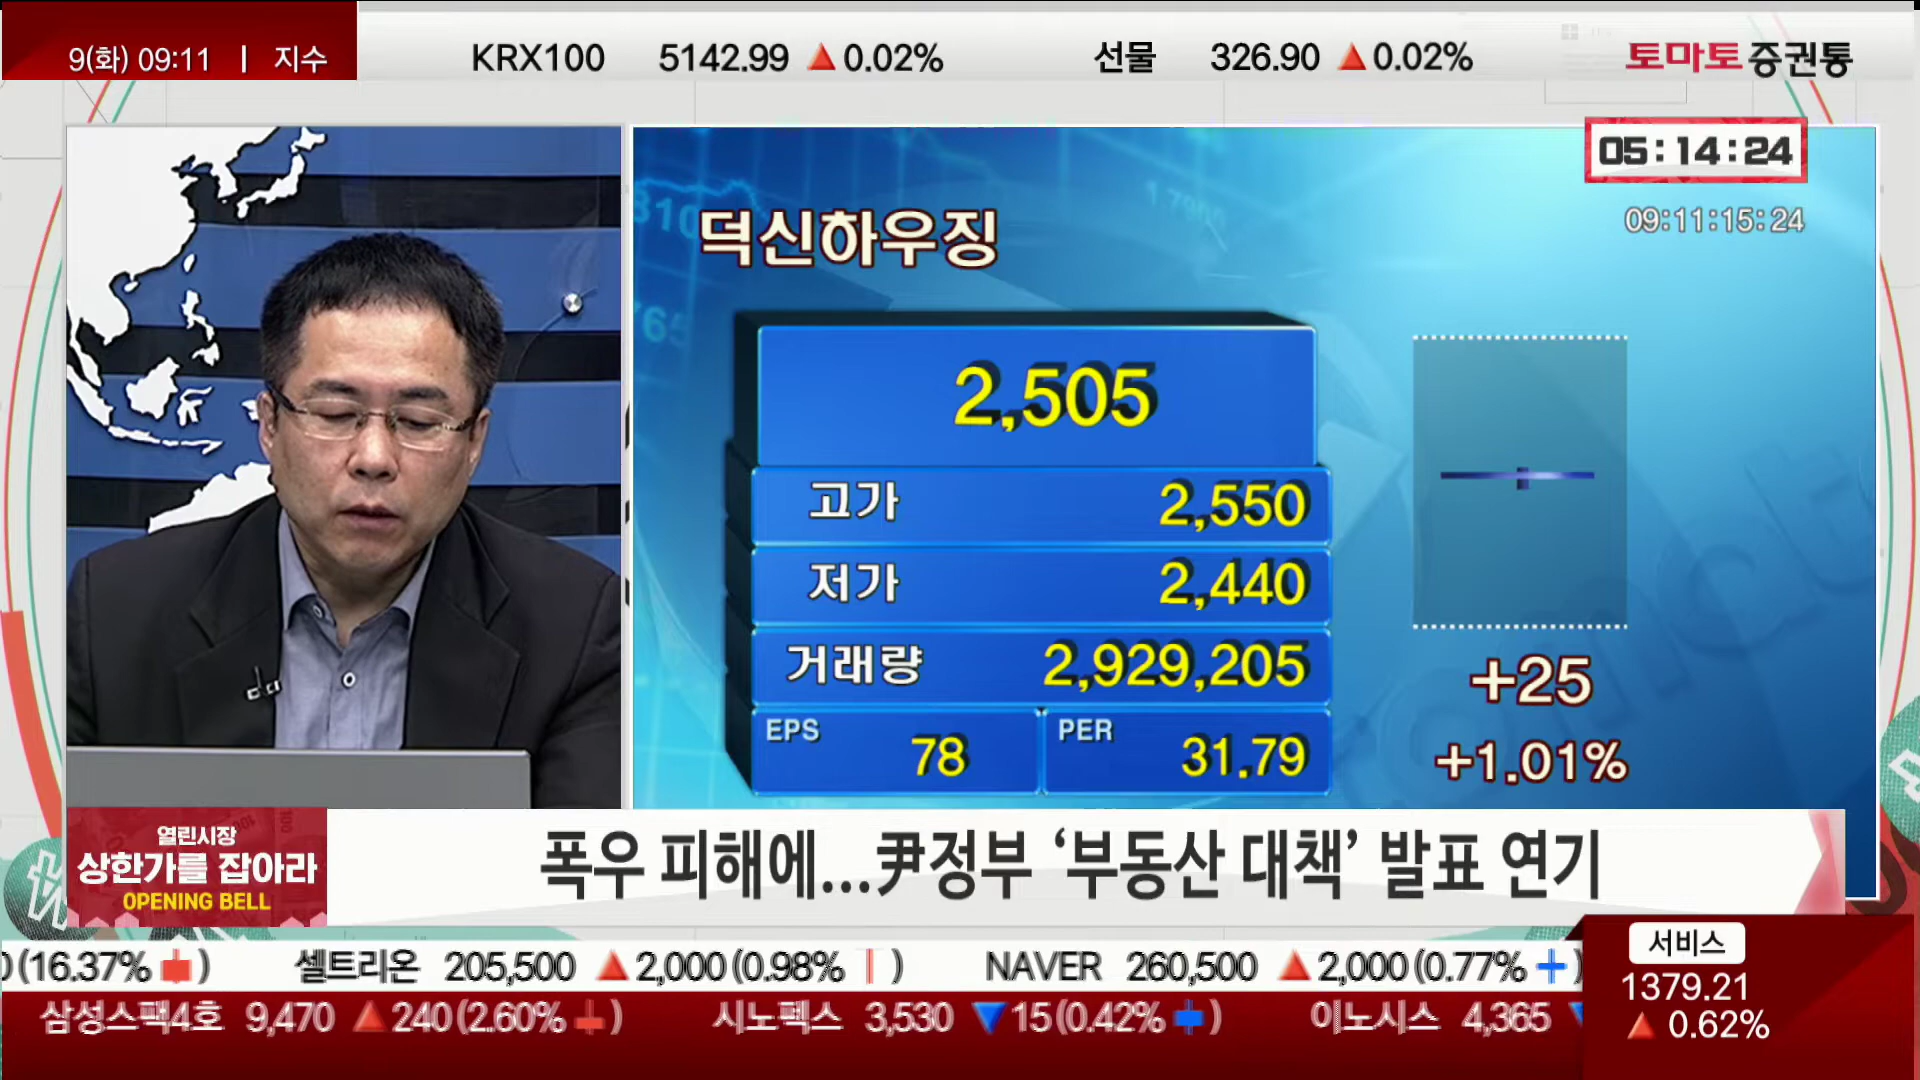 9(화) 09:11 | 지수
KRX100 5142.99 ▲0.02%
선물 326.90 ▲0.02%
토마토증권통
05:14:24
09:11:15:24
덕신하우징
2,505
고가 2,550
저가 2,440
거래량 2,929,205
EPS 78
PER 31.79
+25
+1.01%
열린시장
상한가를 잡아라
OPENING BELL
폭우 피해에...尹정부 ‘부동산 대책’ 발표 연기
(16.37% ) 셀트리온 205,500 ▲2,000(0.98% ) NAVER 260,500 ▲2,000(0.77% )
삼성스팩4호 9,470 ▲240(2.60% ) 시노펙스 3,530 ▼15(0.42% ) 이노시스 4,365
서비스
1379.21
▲ 0.62%